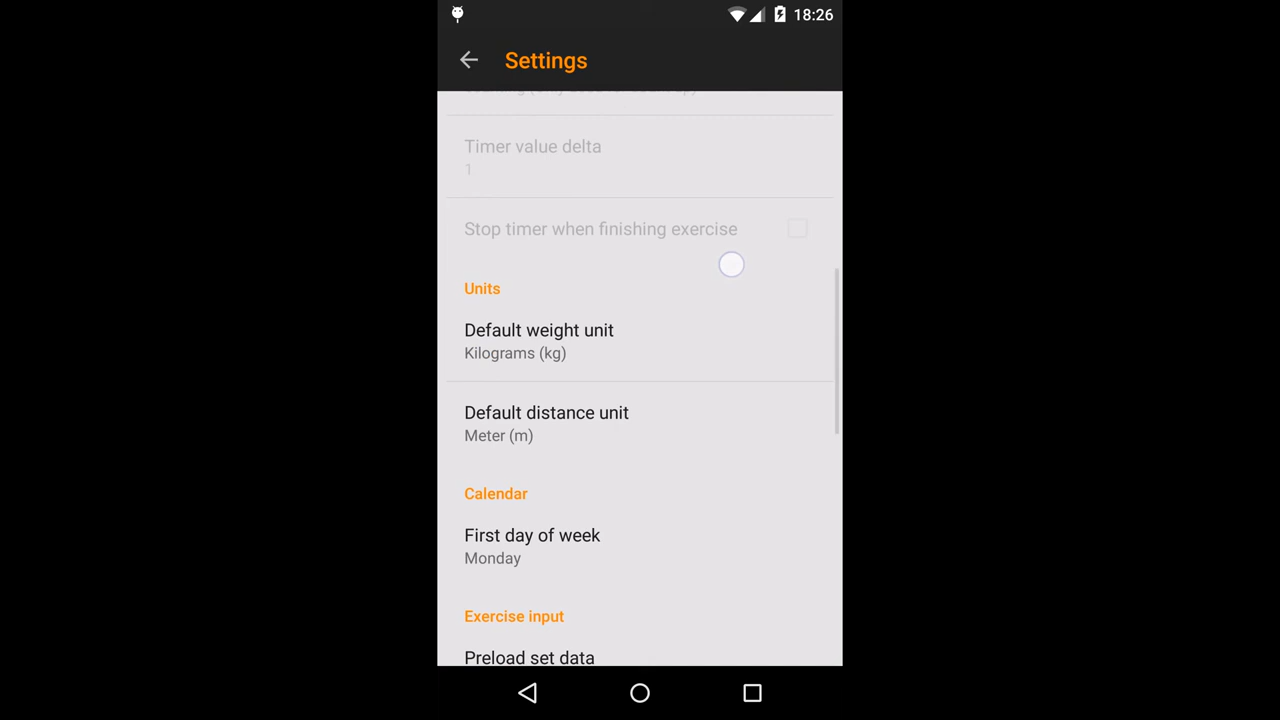 18:26
Settings
Timer value delta
1
Stop timer when finishing exercise
Units
Default weight unit
Kilograms (kg)
Default distance unit
Meter (m)
Calendar
First day of week
Monday
Exercise input
Preload set data